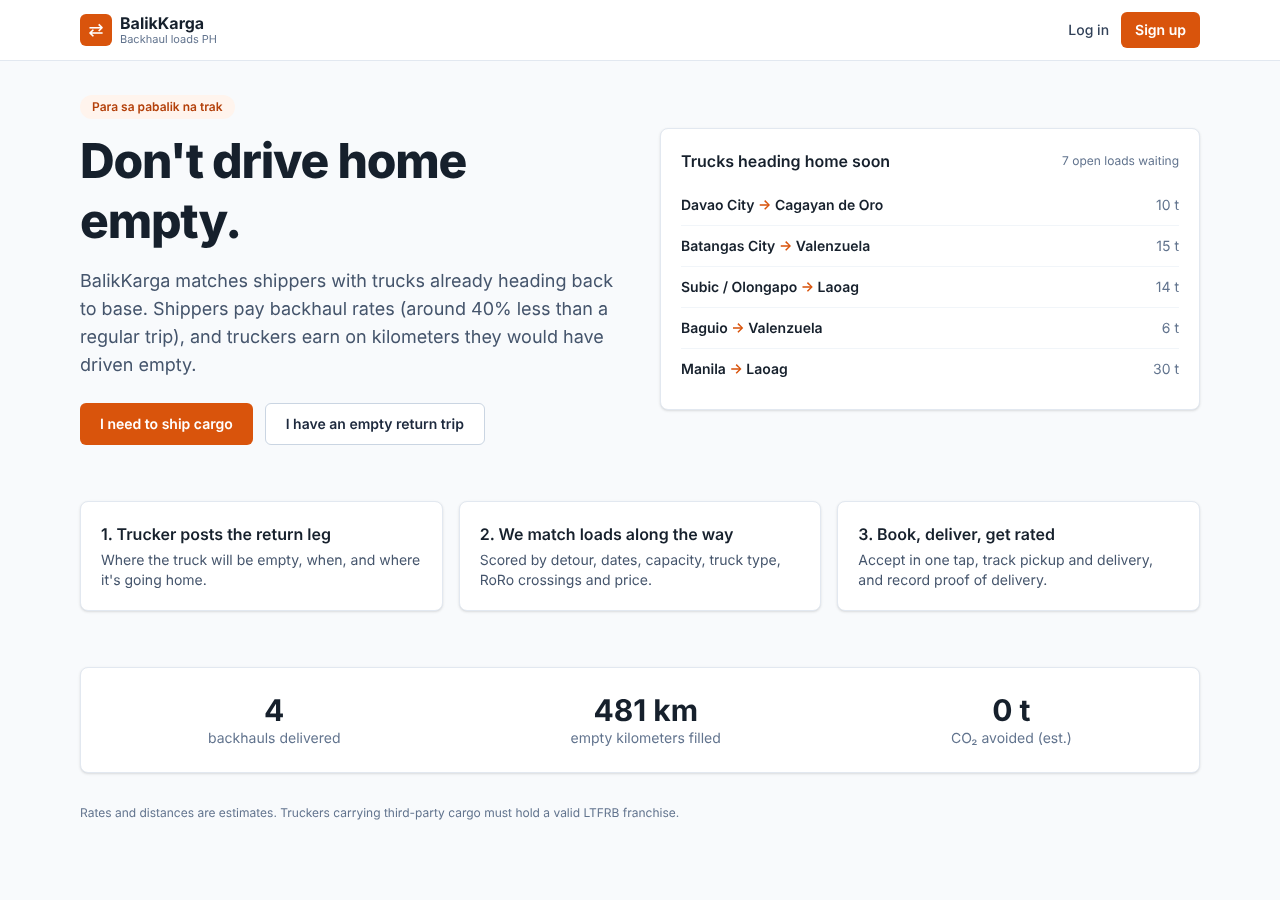 ⇄ BalikKarga
Backhaul loads PH
Log in
Sign up
Para sa pabalik na trak
Don't drive home
empty.
BalikKarga matches shippers with trucks already heading back
to base. Shippers pay backhaul rates (around 40% less than a
regular trip), and truckers earn on kilometers they would have
driven empty.
I need to ship cargo
I have an empty return trip
Trucks heading home soon
7 open loads waiting
Davao City → Cagayan de Oro
10 t
Batangas City → Valenzuela
15 t
Subic / Olongapo → Laoag
14 t
Baguio → Valenzuela
6 t
Manila → Laoag
30 t
1. Trucker posts the return leg
Where the truck will be empty, when, and where
it's going home.
2. We match loads along the way
Scored by detour, dates, capacity, truck type,
RoRo crossings and price.
3. Book, deliver, get rated
Accept in one tap, track pickup and delivery,
and record proof of delivery.
4
backhauls delivered
481 km
empty kilometers filled
0 t
CO₂ avoided (est.)
Rates and distances are estimates. Truckers carrying third-party cargo must hold a valid LTFRB franchise.